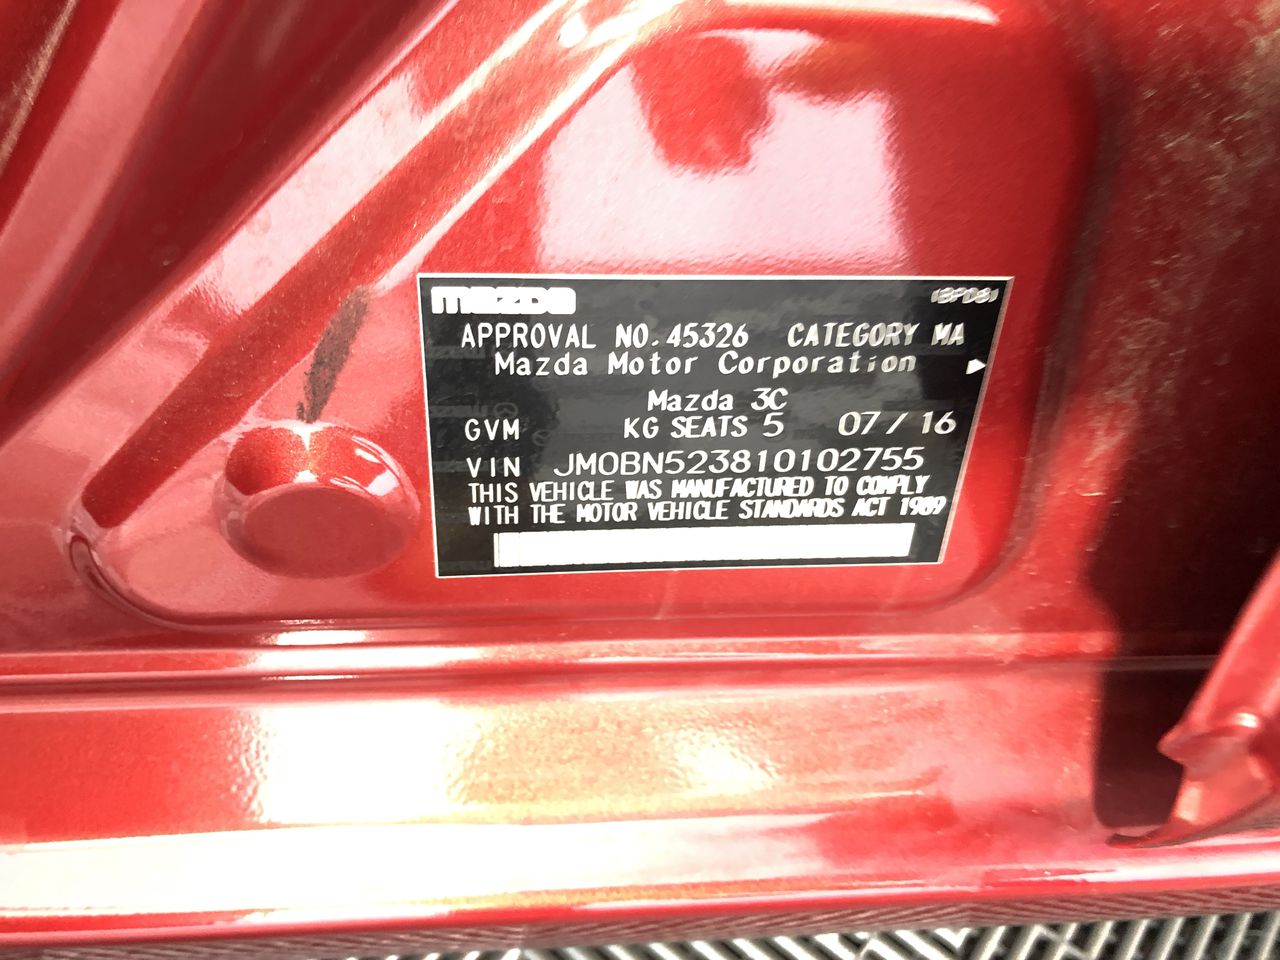 mazda
APPROVAL NO.45326 CATEGORY MA
Mazda Motor Corporation
Mazda 3C
GVM KG SEATS 5 07/16
VIN JM0BN523810102755
THIS VEHICLE WAS MANUFACTURED TO COMPLY
WITH THE MOTOR VEHICLE STANDARDS ACT 1989